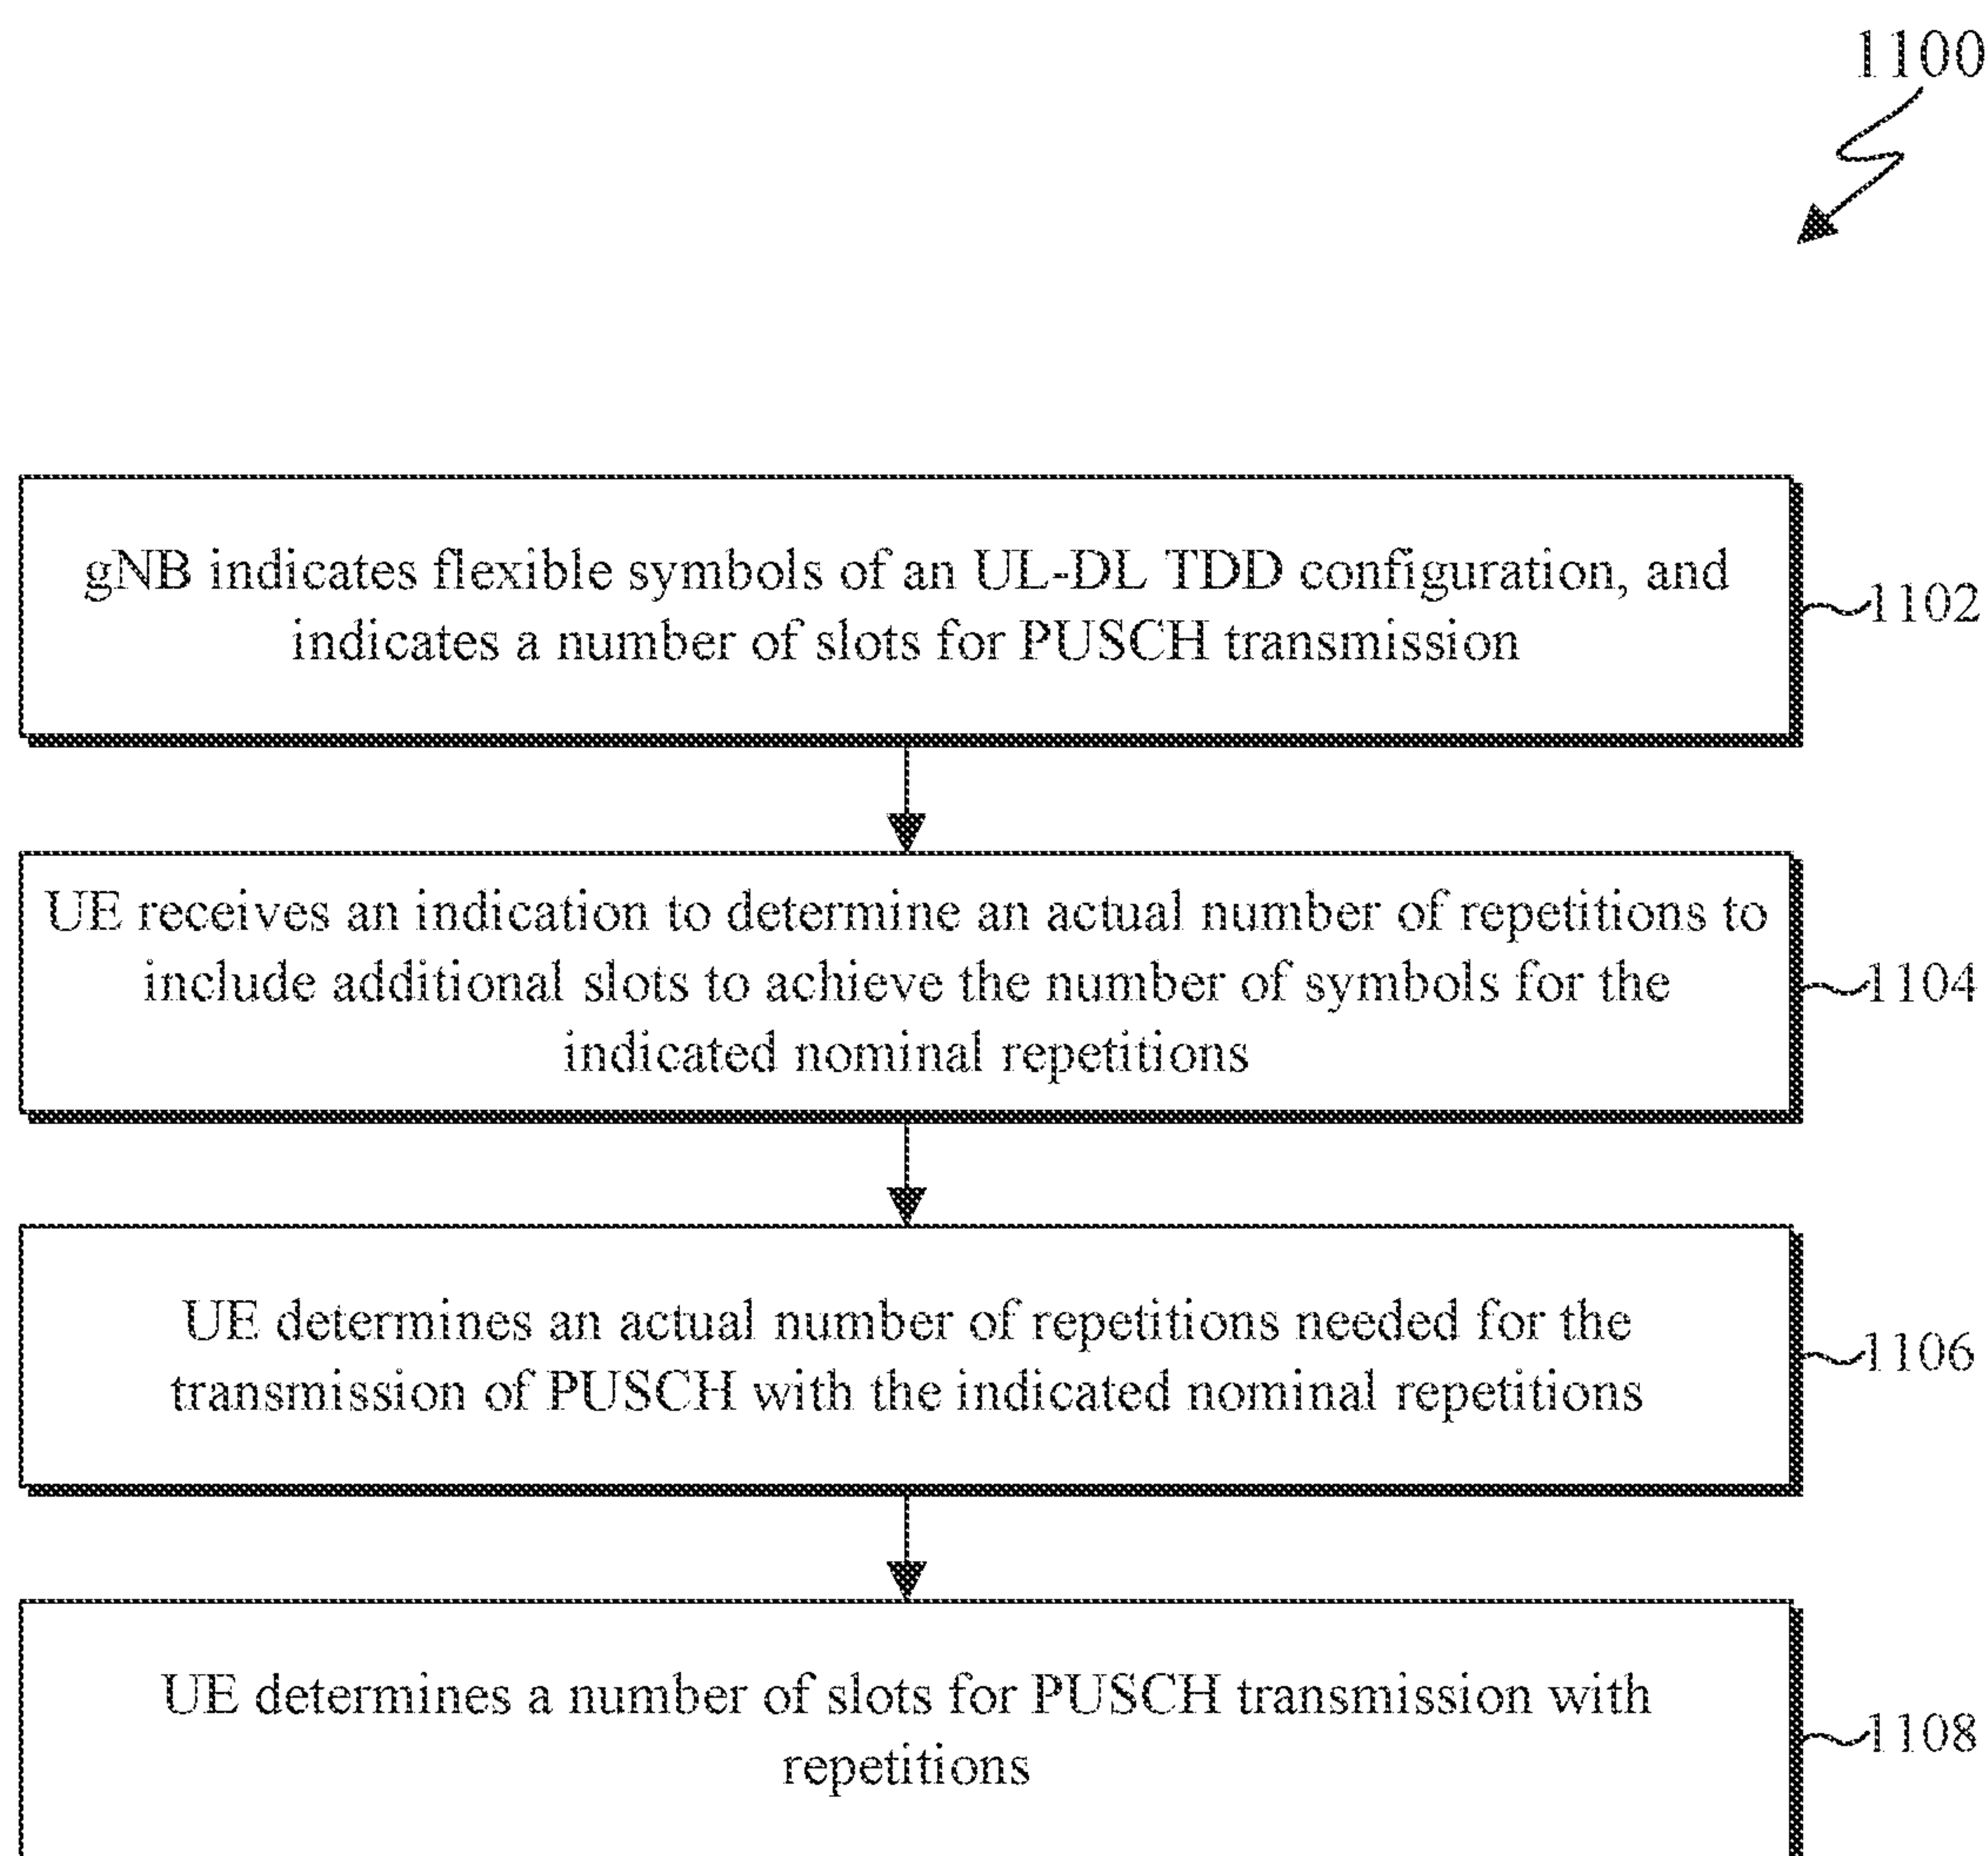 1100
gNB indicates flexible symbols of an UL-DL TDD configuration, and
indicates a number of slots for PUSCH transmission
1102
UE receives an indication to determine an actual number of repetitions to
include additional slots to achieve the number of symbols for the
indicated nominal repetitions
1104
UE determines an actual number of repetitions needed for the
transmission of PUSCH with the indicated nominal repetitions
1106
UE determines a number of slots for PUSCH transmission with
repetitions
1108